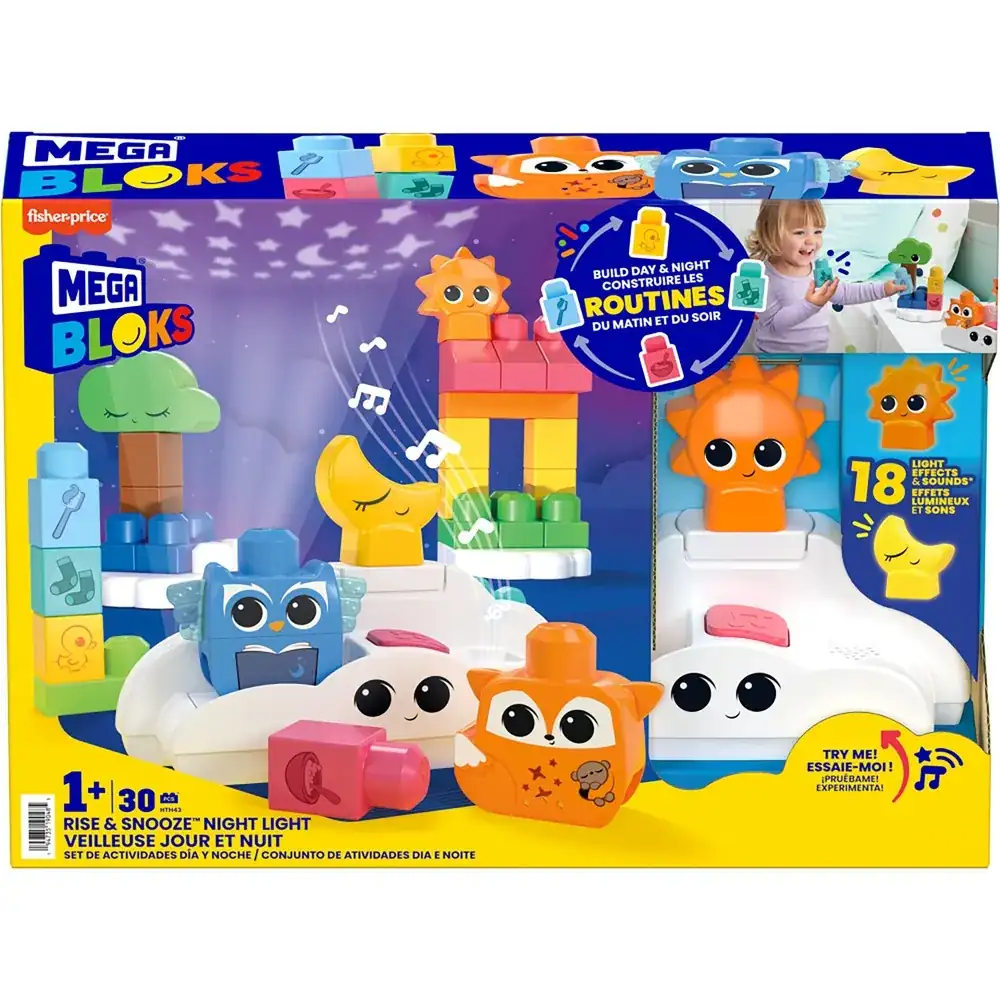 MEGA
BLOKS
fisher-price
MEGA
BLOKS
BUILD DAY & NIGHT
CONSTRUIRE LES
ROUTINES
DU MATIN ET DU SOIR
18 LIGHT
EFFECTS
& SOUNDS*
EFFETS
LUMINEUX
ET SONS
TRY ME!
ESSAIE-MOI !
¡PRUÉBAME!
EXPERIMENTA!
1+ 30 PCS
HTH43
RISE & SNOOZE™ NIGHT LIGHT
VEILLEUSE JOUR ET NUIT
SET DE ACTIVIDADES DÍA Y NOCHE / CONJUNTO DE ATIVIDADES DIA E NOITE